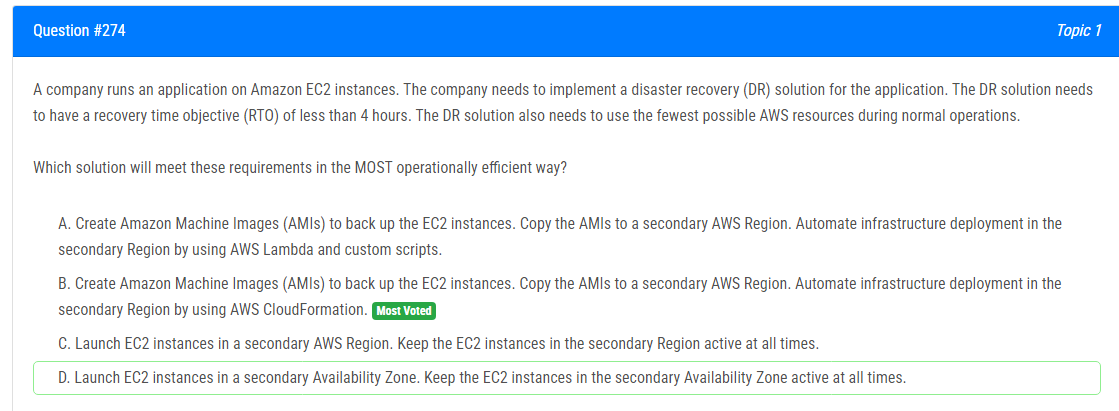 Question #274
Topic 1
A company runs an application on Amazon EC2 instances. The company needs to implement a disaster recovery (DR) solution for the application. The DR solution needs
to have a recovery time objective (RTO) of less than 4 hours. The DR solution also needs to use the fewest possible AWS resources during normal operations.
Which solution will meet these requirements in the MOST operationally efficient way?
A. Create Amazon Machine Images (AMIs) to back up the EC2 instances. Copy the AMIs to a secondary AWS Region. Automate infrastructure deployment in the
secondary Region by using AWS Lambda and custom scripts.
B. Create Amazon Machine Images (AMIs) to back up the EC2 instances. Copy the AMIs to a secondary AWS Region. Automate infrastructure deployment in the
secondary Region by using AWS CloudFormation. Most Voted
C. Launch EC2 instances in a secondary AWS Region. Keep the EC2 instances in the secondary Region active at all times.
D. Launch EC2 instances in a secondary Availability Zone. Keep the EC2 instances in the secondary Availability Zone active at all times.